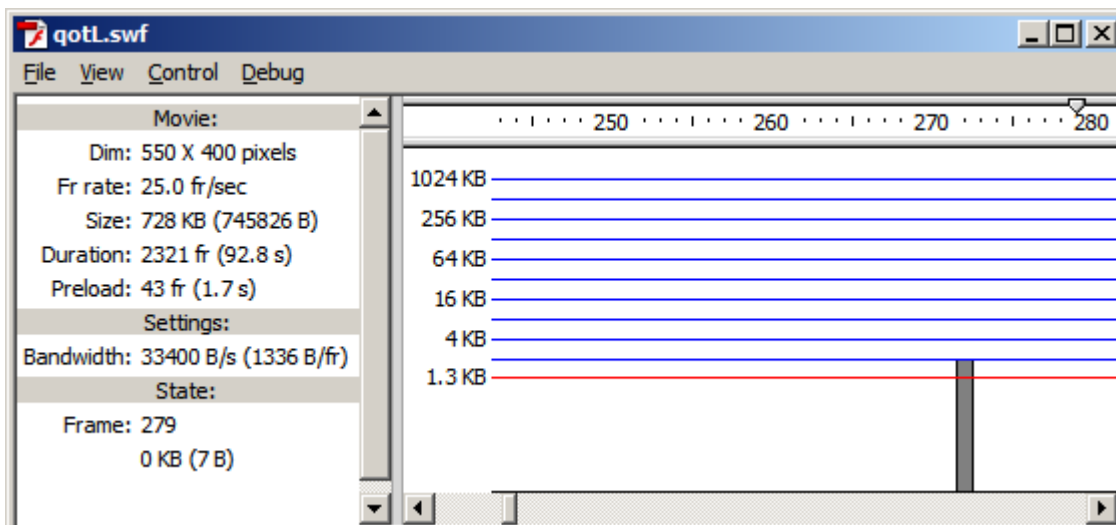 qotL.swf
File View Control Debug
Movie:
Dim: 550 X 400 pixels
Fr rate: 25.0 fr/sec
Size: 728 KB (745826 B)
Duration: 2321 fr (92.8 s)
Preload: 43 fr (1.7 s)
Settings:
Bandwidth: 33400 B/s (1336 B/fr)
State:
Frame: 279
0 KB (7 B)
250 260 270 280
1024 KB
256 KB
64 KB
16 KB
4 KB
1.3 KB